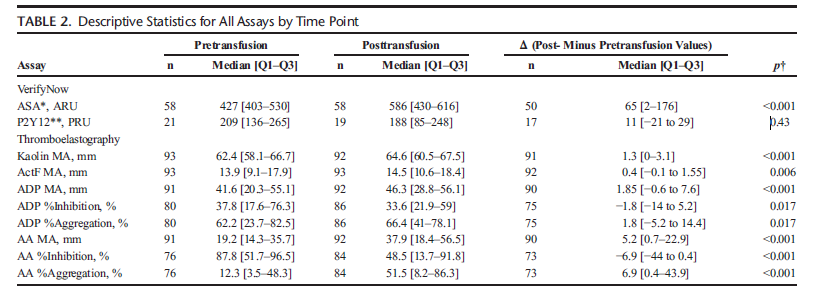 TABLE 2. Descriptive Statistics for All Assays by Time Point
Pretransfusion Posttransfusion Δ (Post- Minus Pretransfusion Values)
Assay n Median [Q1–Q3] n Median [Q1–Q3] n Median [Q1–Q3] p†
VerifyNow
ASA*, ARU 58 427 [403–530] 58 586 [430–616] 50 65 [2–176] <0.001
P2Y12**, PRU 21 209 [136–265] 19 188 [85–248] 17 11 [−21 to 29] 0.43
Thromboelastography
Kaolin MA, mm 93 62.4 [58.1–66.7] 92 64.6 [60.5–67.5] 91 1.3 [0–3.1] <0.001
ActF MA, mm 93 13.9 [9.1–17.9] 93 14.5 [10.6–18.4] 92 0.4 [−0.1 to 1.55] 0.006
ADP MA, mm 91 41.6 [20.3–55.1] 92 46.3 [28.8–56.1] 90 1.85 [−0.6 to 7.6] <0.001
ADP %Inhibition, % 80 37.8 [17.6–76.3] 86 33.6 [21.9–59] 75 −1.8 [−14 to 5.2] 0.017
ADP %Aggregation, % 80 62.2 [23.7–82.5] 86 66.4 [41–78.1] 75 1.8 [−5.2 to 14.4] 0.017
AA MA, mm 91 19.2 [14.3–35.7] 92 37.9 [18.4–56.5] 90 5.2 [0.7–22.9] <0.001
AA %Inhibition, % 76 87.8 [51.7–96.5] 84 48.5 [13.7–91.8] 73 −6.9 [−44 to 0.4] <0.001
AA %Aggregation, % 76 12.3 [3.5–48.3] 84 51.5 [8.2–86.3] 73 6.9 [0.4–43.9] <0.001